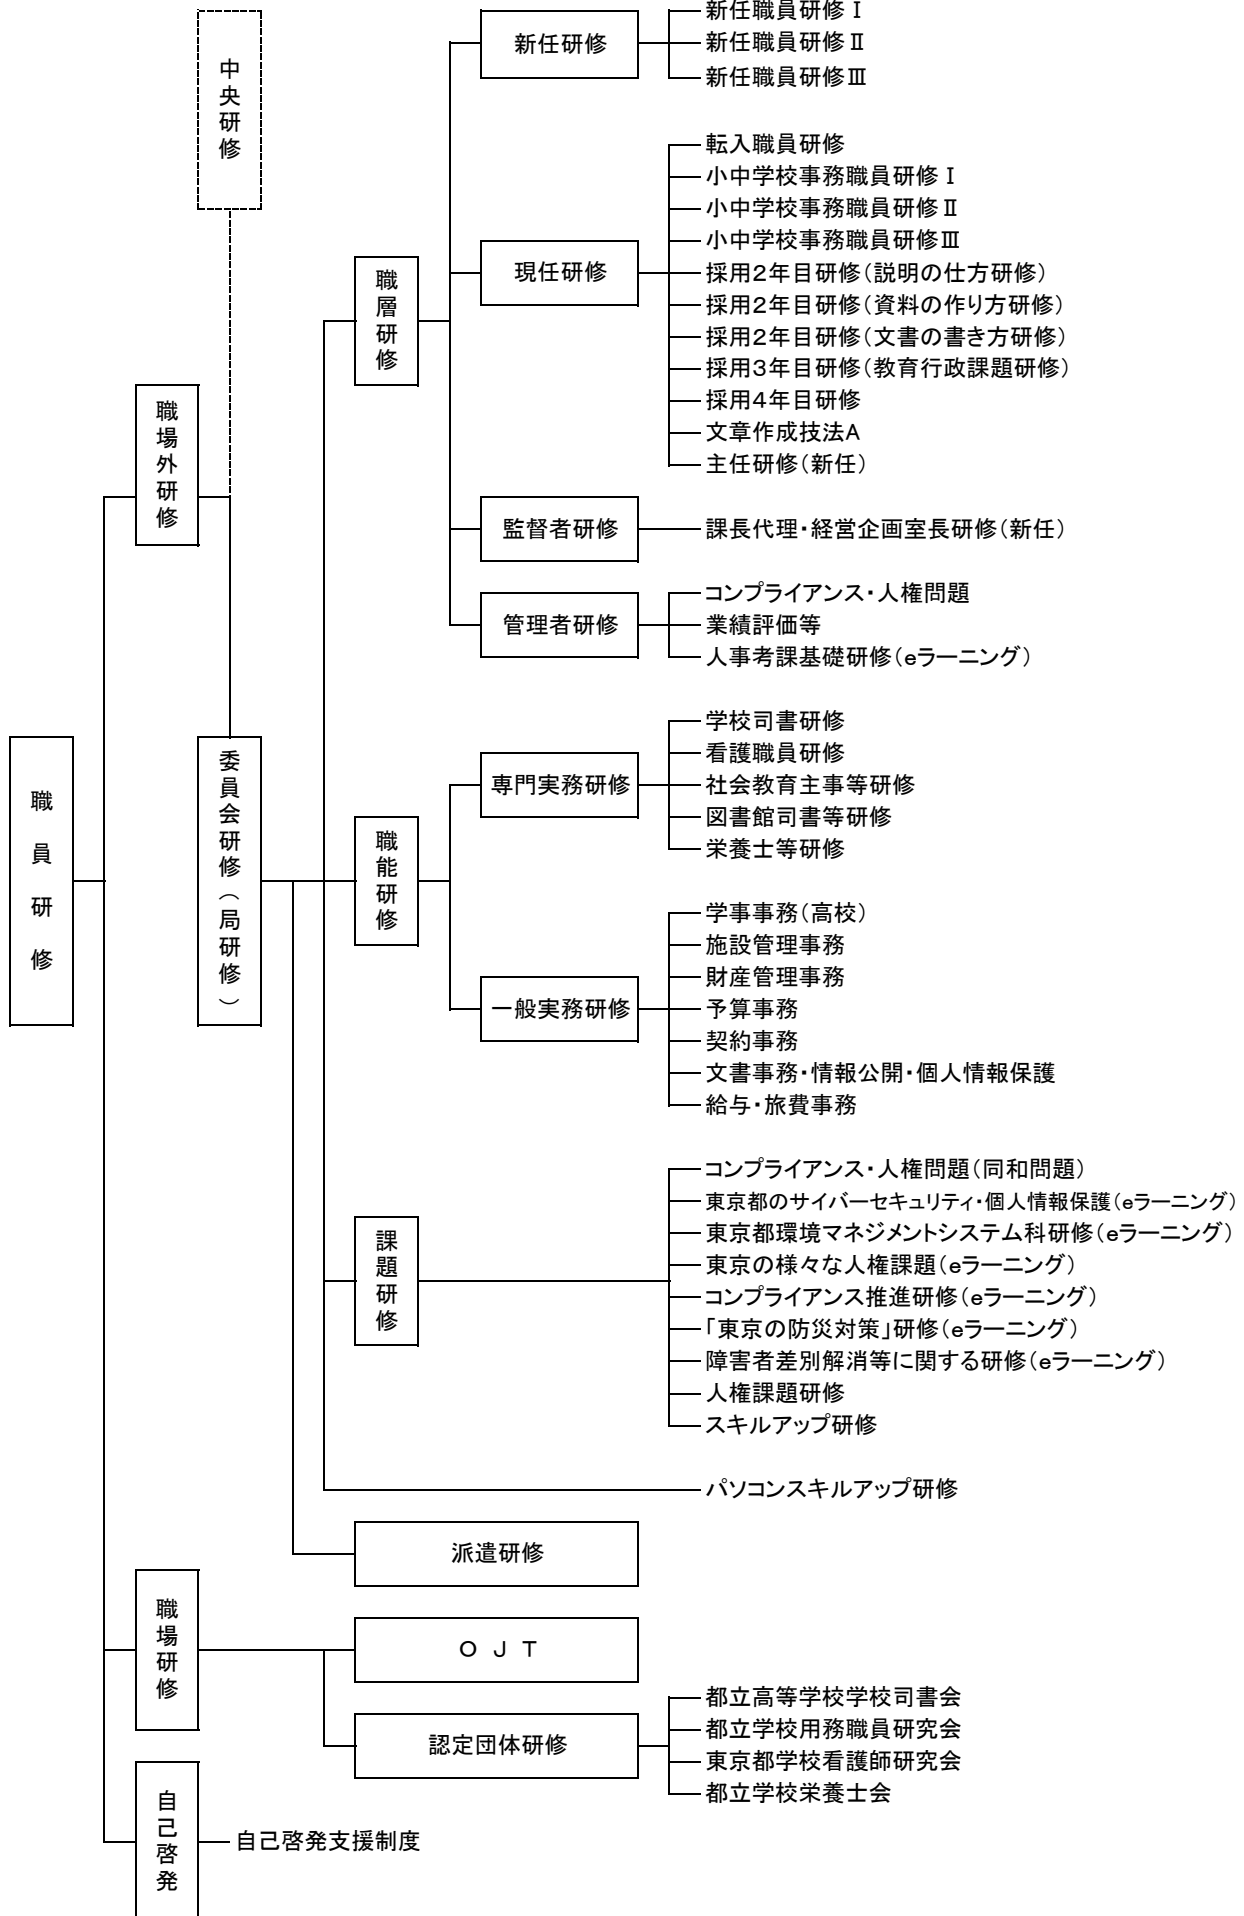 職員研修
職場外研修
中央研修
委員会研修（局研修）
職層研修
新任研修
新任職員研修Ⅰ
新任職員研修Ⅱ
新任職員研修Ⅲ
現任研修
転入職員研修
小中学校事務職員研修Ⅰ
小中学校事務職員研修Ⅱ
小中学校事務職員研修Ⅲ
採用２年目研修（説明の仕方研修）
採用２年目研修（資料の作り方研修）
採用２年目研修（文書の書き方研修）
採用３年目研修（教育行政課題研修）
採用４年目研修
文章作成技法A
主任研修（新任）
監督者研修
課長代理・経営企画室長研修（新任）
管理者研修
コンプライアンス・人権問題
業績評価等
人事考課基礎研修（eラーニング）
職能研修
専門実務研修
学校司書研修
看護職員研修
社会教育主事等研修
図書館司書等研修
栄養士等研修
一般実務研修
学事事務（高校）
施設管理事務
財産管理事務
予算事務
契約事務
文書事務・情報公開・個人情報保護
給与・旅費事務
課題研修
コンプライアンス・人権問題（同和問題）
東京都のサイバーセキュリティ・個人情報保護（eラーニング）
東京都環境マネジメントシステム科研修（eラーニング）
東京の様々な人権課題（eラーニング）
コンプライアンス推進研修（eラーニング）
「東京の防災対策」研修（eラーニング）
障害者差別解消等に関する研修（eラーニング）
人権課題研修
スキルアップ研修
パソコンスキルアップ研修
派遣研修
職場研修
ＯＪＴ
認定団体研修
都立高等学校学校司書会
都立学校用務職員研究会
東京都学校看護師研究会
都立学校栄養士会
自己啓発
自己啓発支援制度